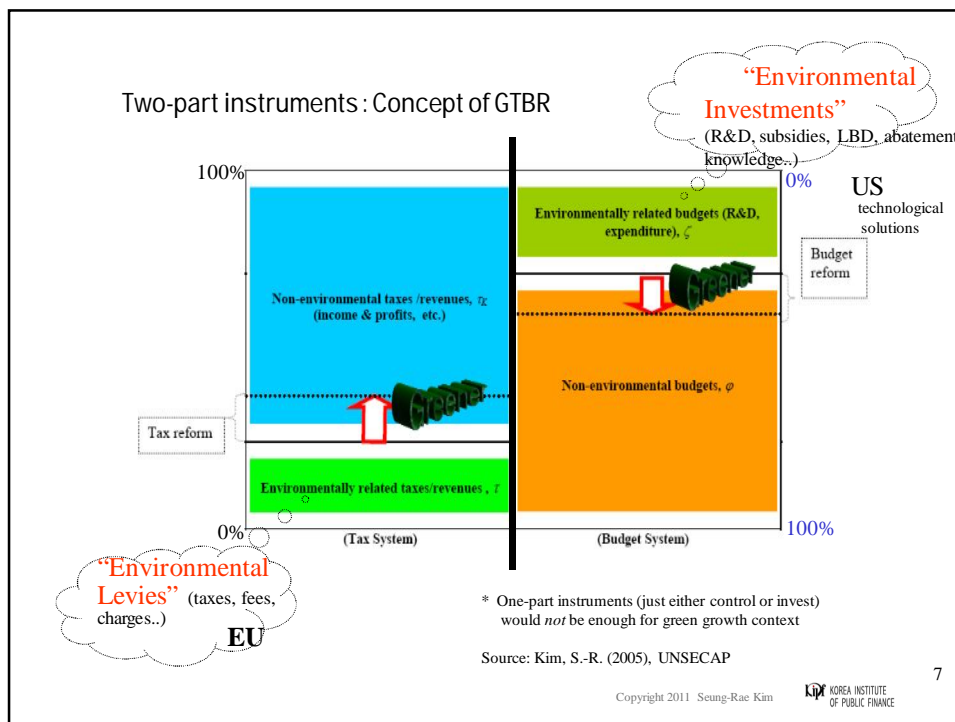 Two-part instruments : Concept of GTBR
“Environmental
Investments”
(R&D, subsidies, LBD, abatement
knowledge..)
100%
0%
US
technological
solutions
Environmentally related budgets (R&D,
expenditure), ζ
Budget
reform
Greener
Non-environmental taxes /revenues, τκ
(income & profits, etc.)
Greener
Non-environmental budgets, φ
Tax reform
Environmentally related taxes/revenues , τ
0%
(Tax System)
(Budget System)
100%
“Environmental
Levies” (taxes, fees,
charges..)
EU
* One-part instruments (just either control or invest)
would not be enough for green growth context
Source: Kim, S.-R. (2005), UNSECAP
7
Copyright 2011 Seung-Rae Kim
kipf KOREA INSTITUTE
OF PUBLIC FINANCE